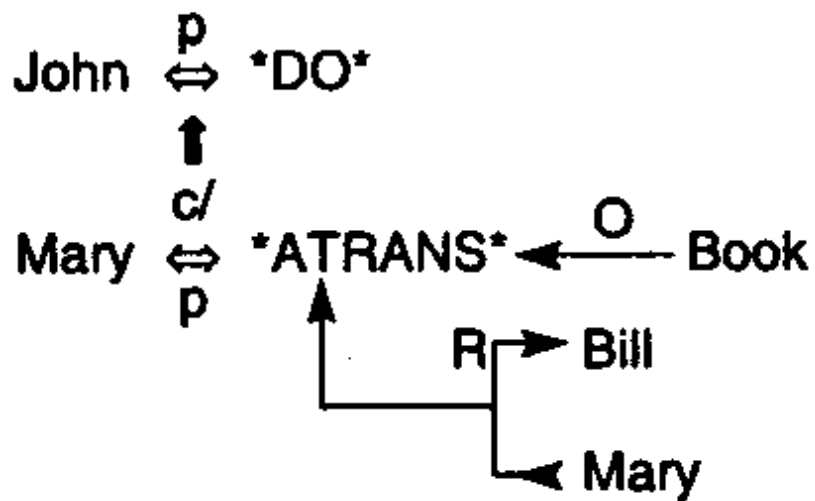 p
John ⇔ *DO*
c/
Mary ⇔ *ATRANS* O Book
p
R Bill
Mary